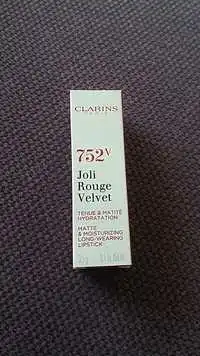 CLARINS
PARIS
752V
Joli
Rouge
Velvet
TENUE & MATITÉ
HYDRATATION
MATTE
& MOISTURIZING
LONG-WEARING
LIPSTICK